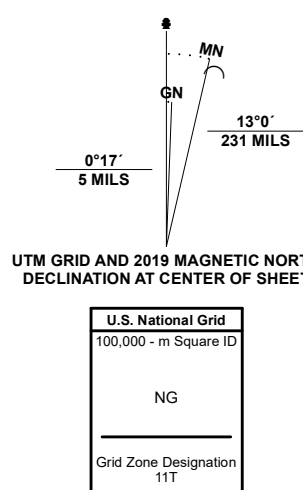 MN
GN
13°0´
231 MILS
0°17´
5 MILS
UTM GRID AND 2019 MAGNETIC NORT
DECLINATION AT CENTER OF SHEET
U.S. National Grid
100,000 - m Square ID
NG
Grid Zone Designation
11T